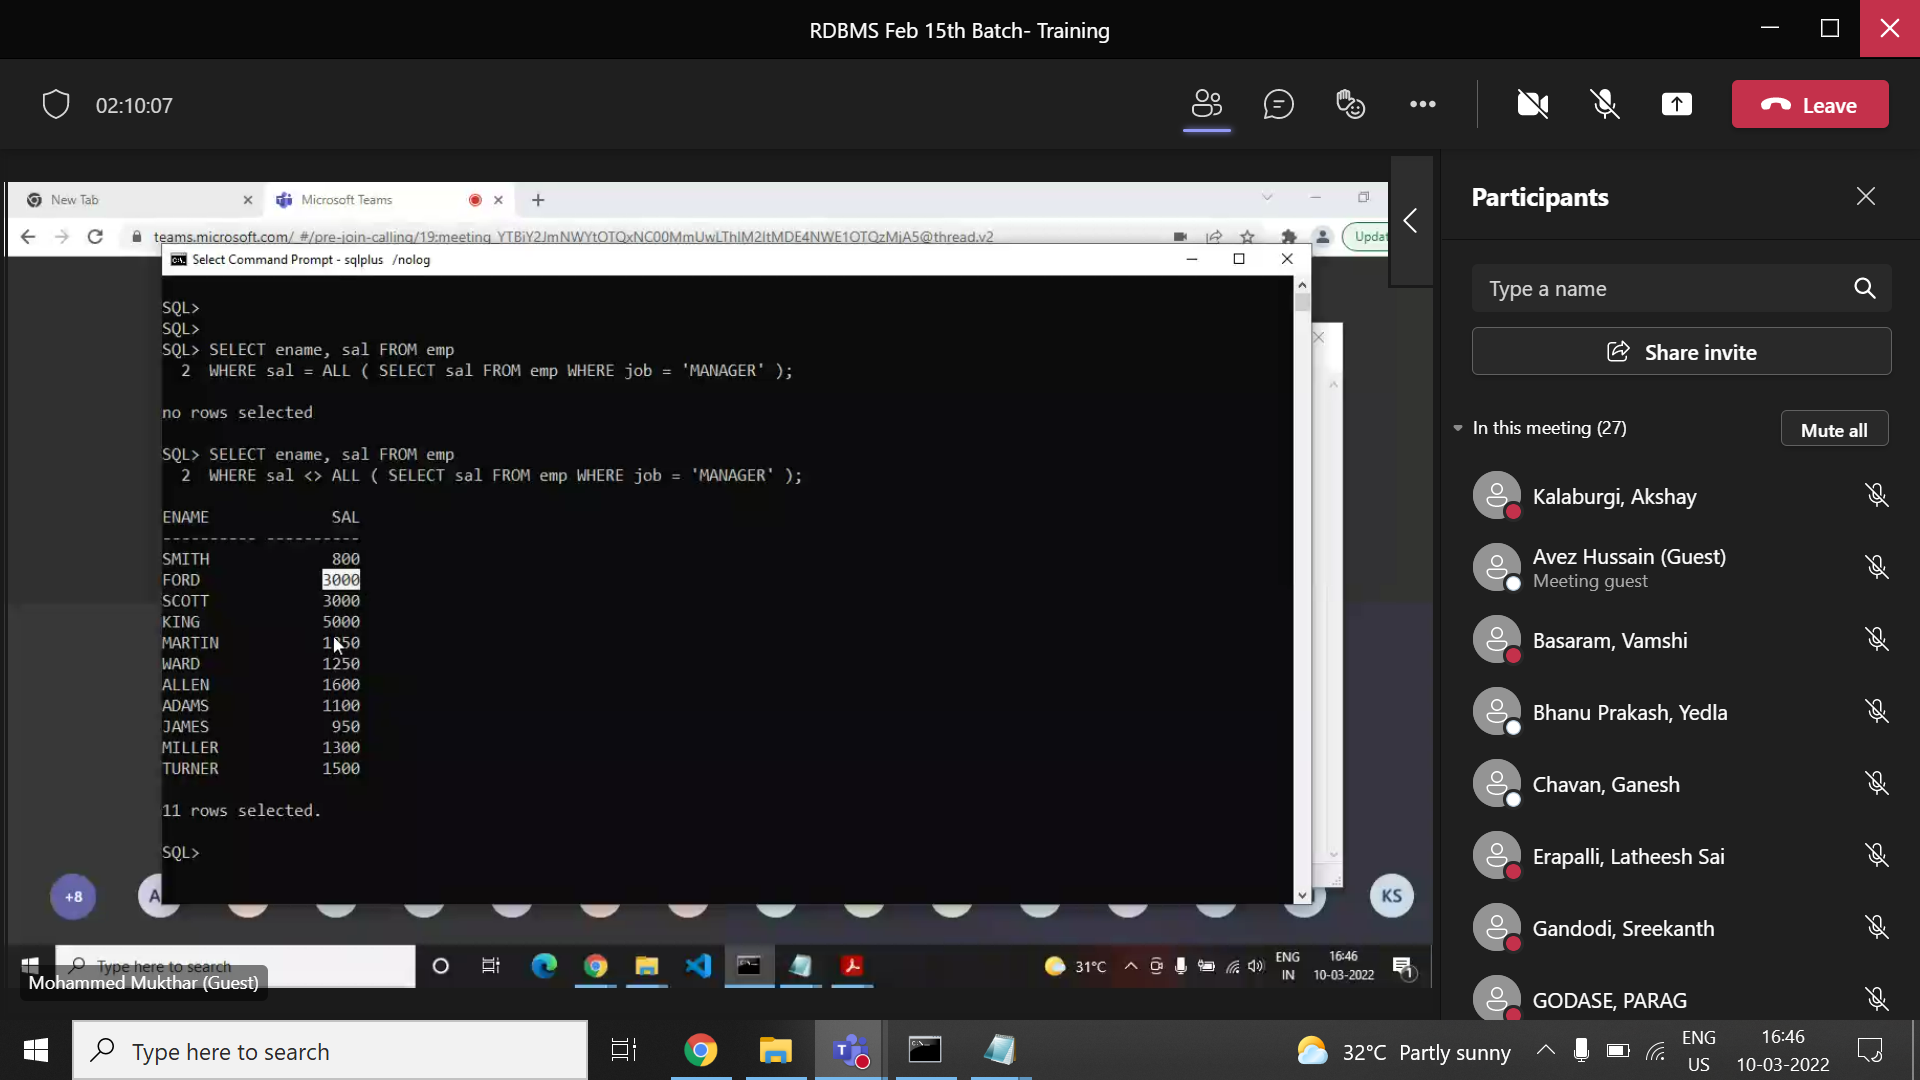 RDBMS Feb 15th Batch- Training
02:10:07
Leave
New Tab
Microsoft Teams
teams.microsoft.com/_#/pre-join-calling/19:meeting_
Updat
Select Command Prompt - sqlplus /nolog
SQL>
SQL>
SQL> SELECT ename, sal FROM emp
2 WHERE sal = ALL ( SELECT sal FROM emp WHERE job = 'MANAGER' );
no rows selected
SQL> SELECT ename, sal FROM emp
2 WHERE sal <> ALL ( SELECT sal FROM emp WHERE job = 'MANAGER' );
ENAME SAL
---------- ----------
SMITH 800
FORD 3000
SCOTT 3000
KING 5000
MARTIN
WARD 1250
ALLEN 1600
ADAMS 1100
JAMES 950
MILLER 1300
TURNER 1500
11 rows selected.
SQL>
+8
A
KS
Type here to search
31°C
ENG
IN
16:46
10-03-2022
1
Mohammed Mukthar (Guest)
Participants
Type a name
Share invite
In this meeting (27)
Mute all
Kalaburgi, Akshay
Avez Hussain (Guest)
Meeting guest
Basaram, Vamshi
Bhanu Prakash, Yedla
Chavan, Ganesh
Erapalli, Latheesh Sai
Gandodi, Sreekanth
GODASE, PARAG
Type here to search
32°C Partly sunny
ENG
US
16:46
10-03-2022